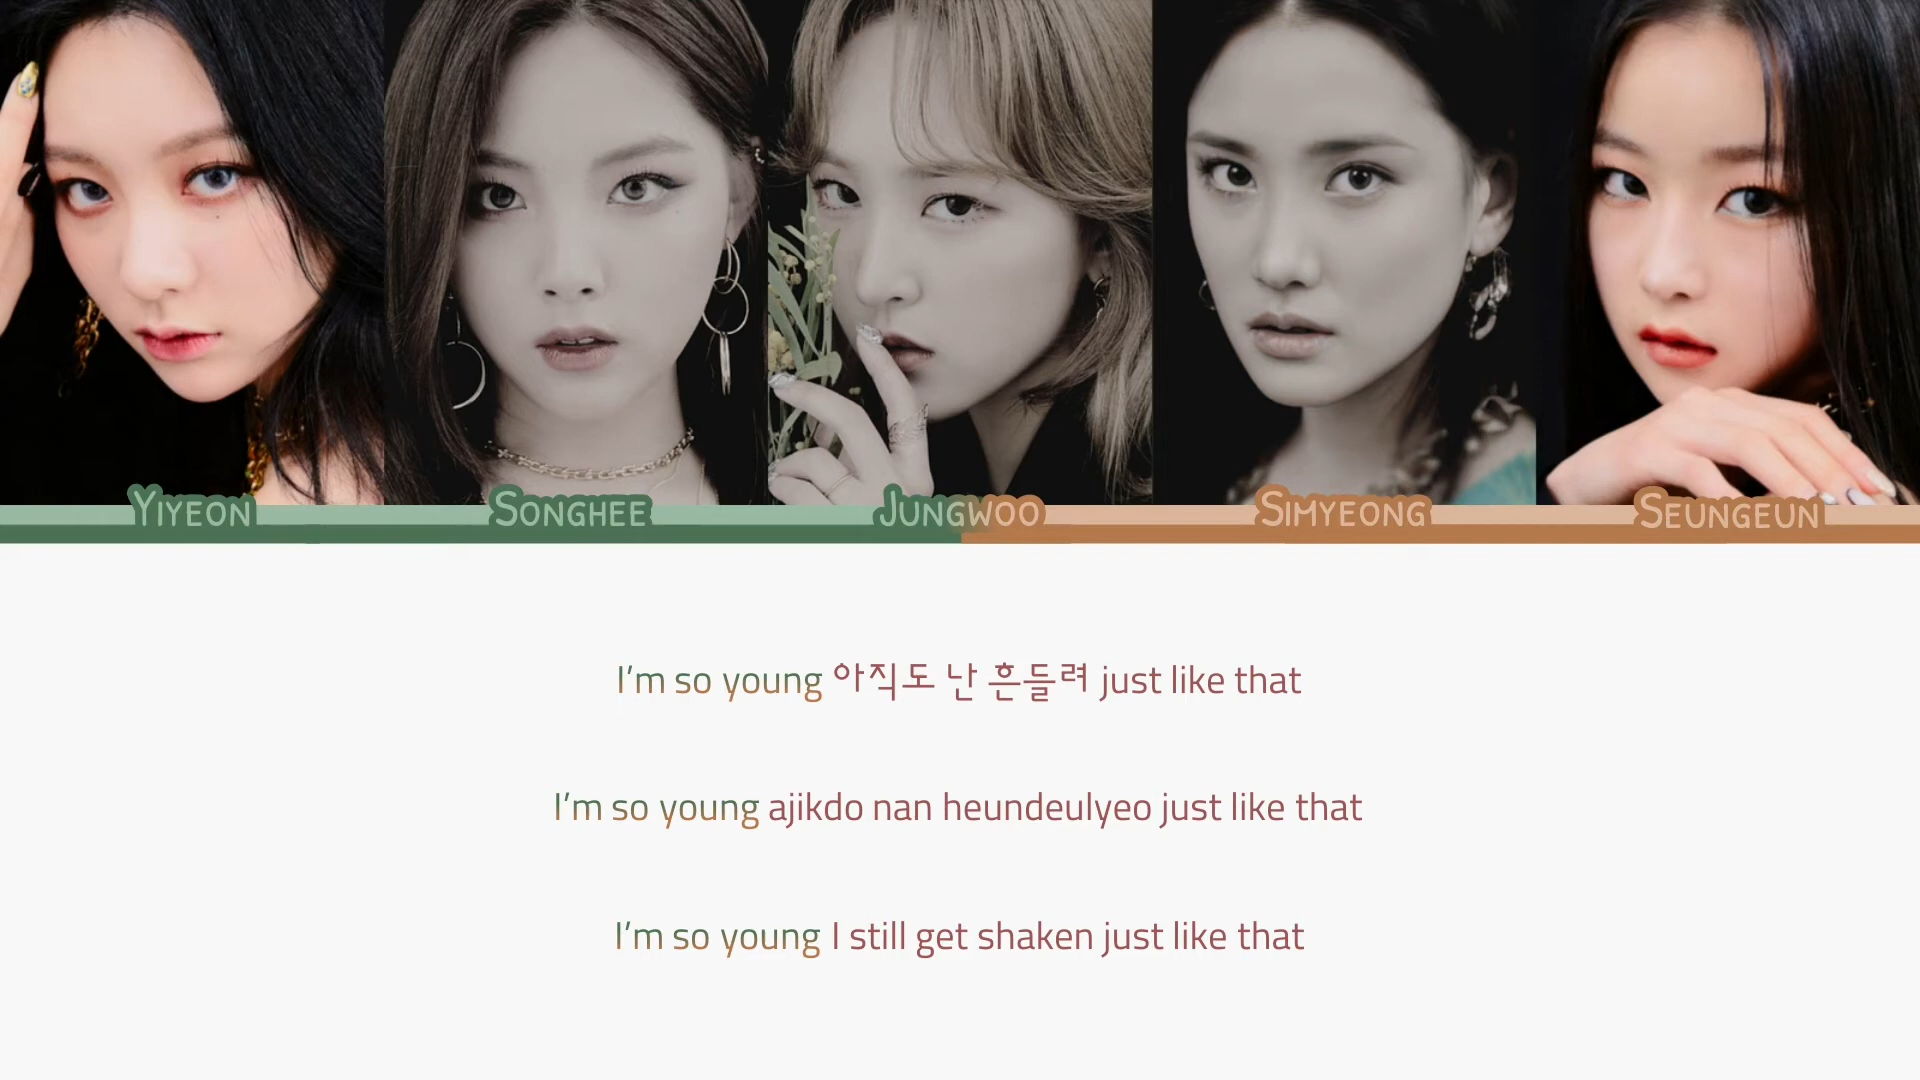 Yiyeon Songhee Jungwoo Simyeong Seungeun
I'm so young 아직도 난 흔들려 just like that
I'm so young ajikdo nan heundeulyeo just like that
I'm so young I still get shaken just like that